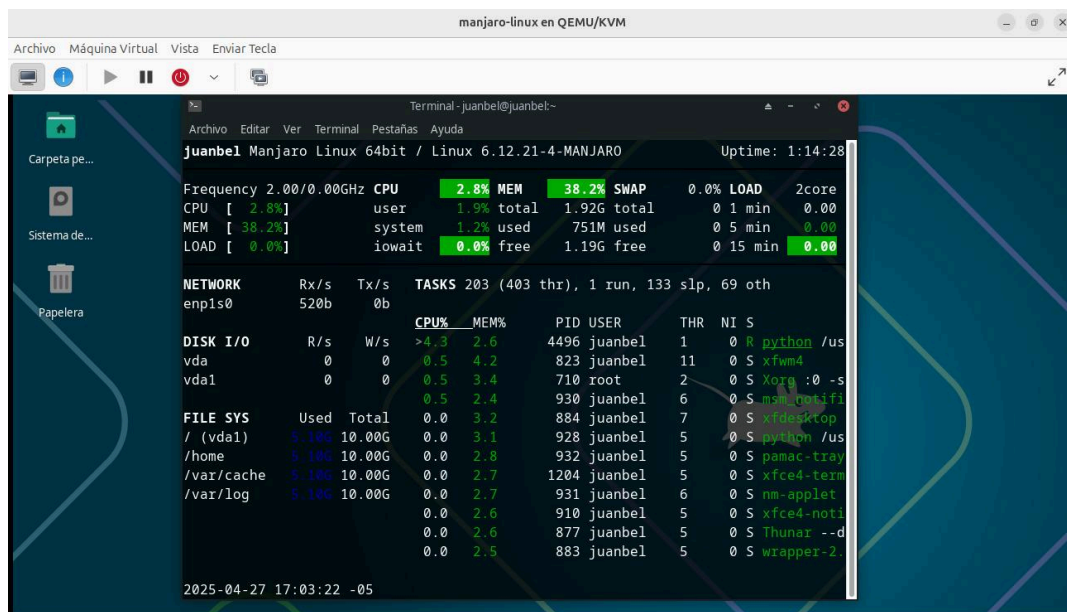 manjaro-linux en QEMU/KVM
Archivo Máquina Virtual Vista Enviar Tecla
Carpeta pe...
Sistema de...
Papelera
Terminal - juanbel@juanbel:~
Archivo Editar Ver Terminal Pestañas Ayuda
juanbel Manjaro Linux 64bit / Linux 6.12.21-4-MANJARO Uptime: 1:14:28
Frequency 2.00/0.00GHz CPU 2.8% MEM 38.2% SWAP 0.0% LOAD 2core
CPU [ 2.8%] user 1.9% total 1.92G total 0 1 min 0.00
MEM [ 38.2%] system 1.2% used 751M used 0 5 min 0.00
LOAD [ 0.0%] iowait 0.0% free 1.19G free 0 15 min 0.00
NETWORK Rx/s Tx/s TASKS 203 (403 thr), 1 run, 133 slp, 69 oth
enp1s0 520b 0b
CPU% MEM% PID USER THR NI S
DISK I/O R/s W/s >4.3 2.6 4496 juanbel 1 0 R python /us
vda 0 0 0.5 4.2 823 juanbel 11 0 S xfwm4
vda1 0 0 0.5 3.4 710 root 2 0 S Xorg :0 -s
0.5 2.4 930 juanbel 6 0 S msm_notifi
FILE SYS Used Total 0.0 3.2 884 juanbel 7 0 S xfdesktop
/ (vda1) 5.10G 10.00G 0.0 3.1 928 juanbel 5 0 S python /us
/home 5.10G 10.00G 0.0 2.8 932 juanbel 5 0 S pamac-tray
/var/cache 5.10G 10.00G 0.0 2.7 1204 juanbel 5 0 S xfce4-term
/var/log 5.10G 10.00G 0.0 2.7 931 juanbel 6 0 S nm-applet
0.0 2.6 910 juanbel 5 0 S xfce4-noti
0.0 2.6 877 juanbel 5 0 S Thunar --d
0.0 2.5 883 juanbel 5 0 S wrapper-2.
2025-04-27 17:03:22 -05